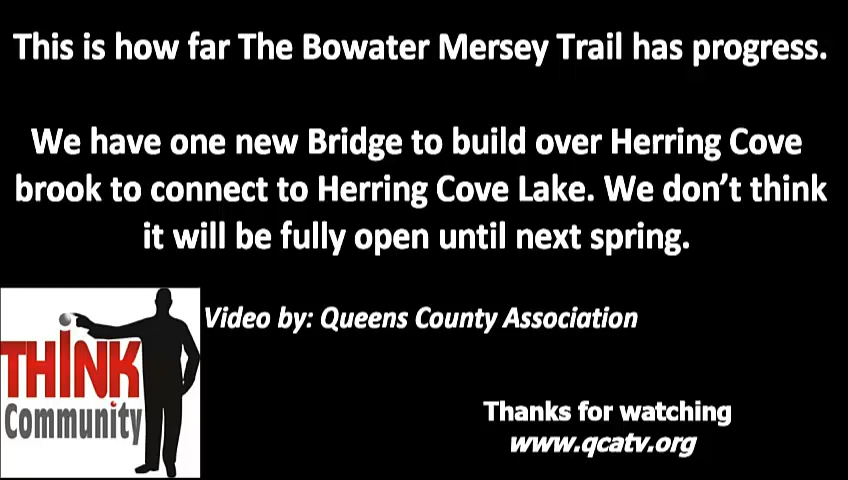 This is how far The Bowater Mersey Trail has progress.
We have one new Bridge to build over Herring Cove
brook to connect to Herring Cove Lake. We don't think
it will be fully open until next spring.
Video by: Queens County Association
THiNK
Community
Thanks for watching
www.qcatv.org